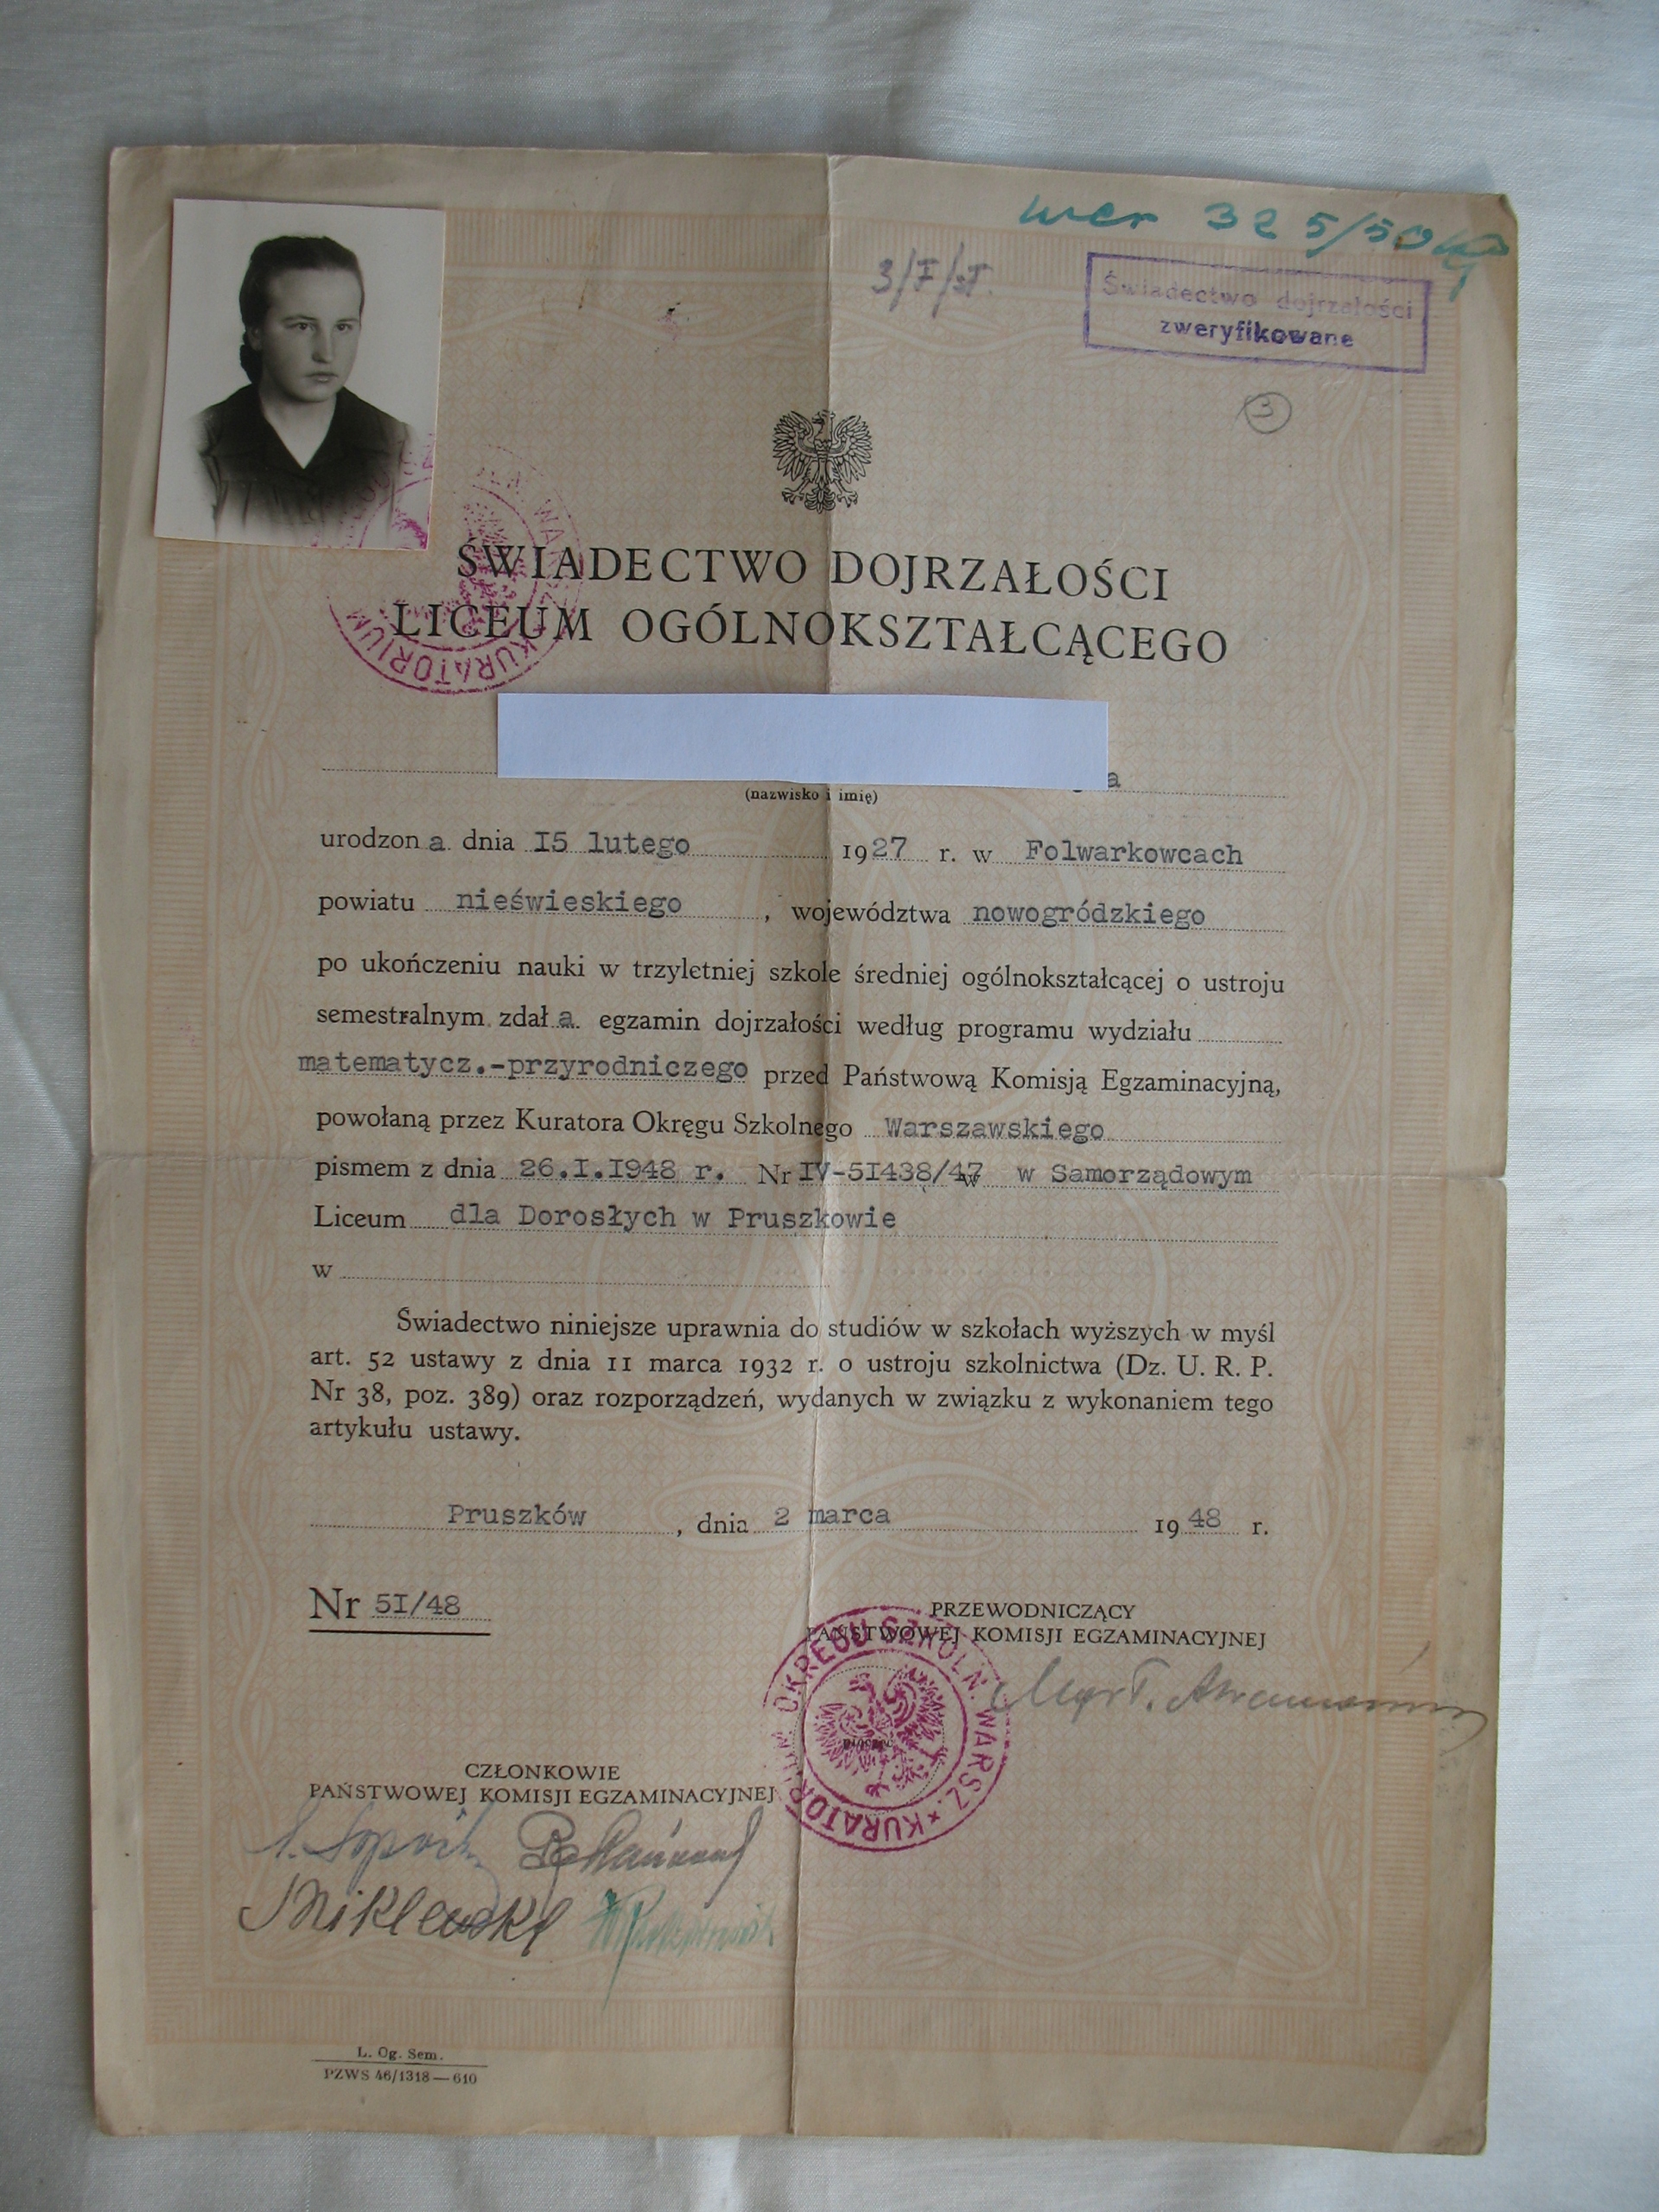 wer 325/50
Świadectwo dojrzałości
zweryfikowane
3
ŚWIADECTWO DOJRZAŁOŚCI
LICEUM OGÓLNOKSZTAŁCĄCEGO
KURATORIUM
a
(nazwisko i imię)
urodzona dnia I5 lutego 1927 r. w Folwarkowcach
powiatu nieświeskiego, województwa nowogródzkiego
po ukończeniu nauki w trzyletniej szkole średniej ogólnokształcącej o ustroju
semestralnym zdała egzamin dojrzałości według programu wydziału
matematycz.-przyrodniczego przed Państwową Komisją Egzaminacyjną,
powołaną przez Kuratora Okręgu Szkolnego Warszawskiego
pismem z dnia 26.I.I948 r. Nr IV-5I438/47 w Samorządowym
Liceum dla Dorosłych w Pruszkowie
w
Świadectwo niniejsze uprawnia do studiów w szkołach wyższych w myśl
art. 52 ustawy z dnia 11 marca 1932 r. o ustroju szkolnictwa (Dz. U. R. P.
Nr 38, poz. 389) oraz rozporządzeń, wydanych w związku z wykonaniem tego
artykułu ustawy.
Pruszków, dnia 2 marca 1948 r.
Nr 5I/48
PRZEWODNICZĄCY
PAŃSTWOWEJ KOMISJI EGZAMINACYJNEJ
OKRĘGU SZKOLN. WARSZ. * KURATOR
CZŁONKOWIE
PAŃSTWOWEJ KOMISJI EGZAMINACYJNEJ
Miklewski
L. Og. Sem.
PZWS 46/1318—610